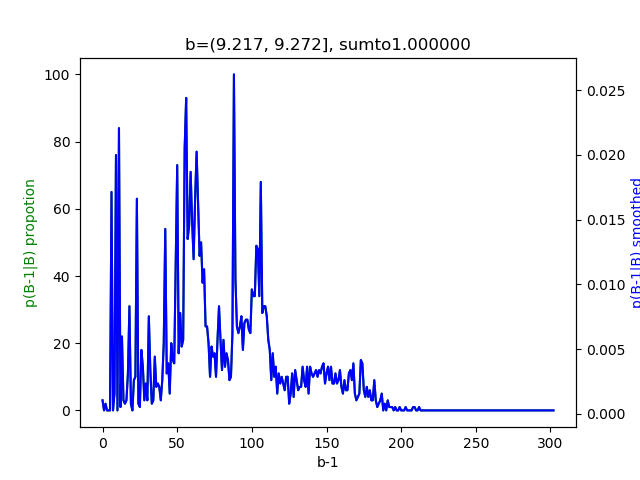 b=(9.217, 9.272], sumto1.000000
100
80
60
40
20
0
p(B-1|B) propotion
0.025
0.020
0.015
0.010
0.005
0.000
p(B-1|B) smoothed
0 50 100 150 200 250 300
b-1